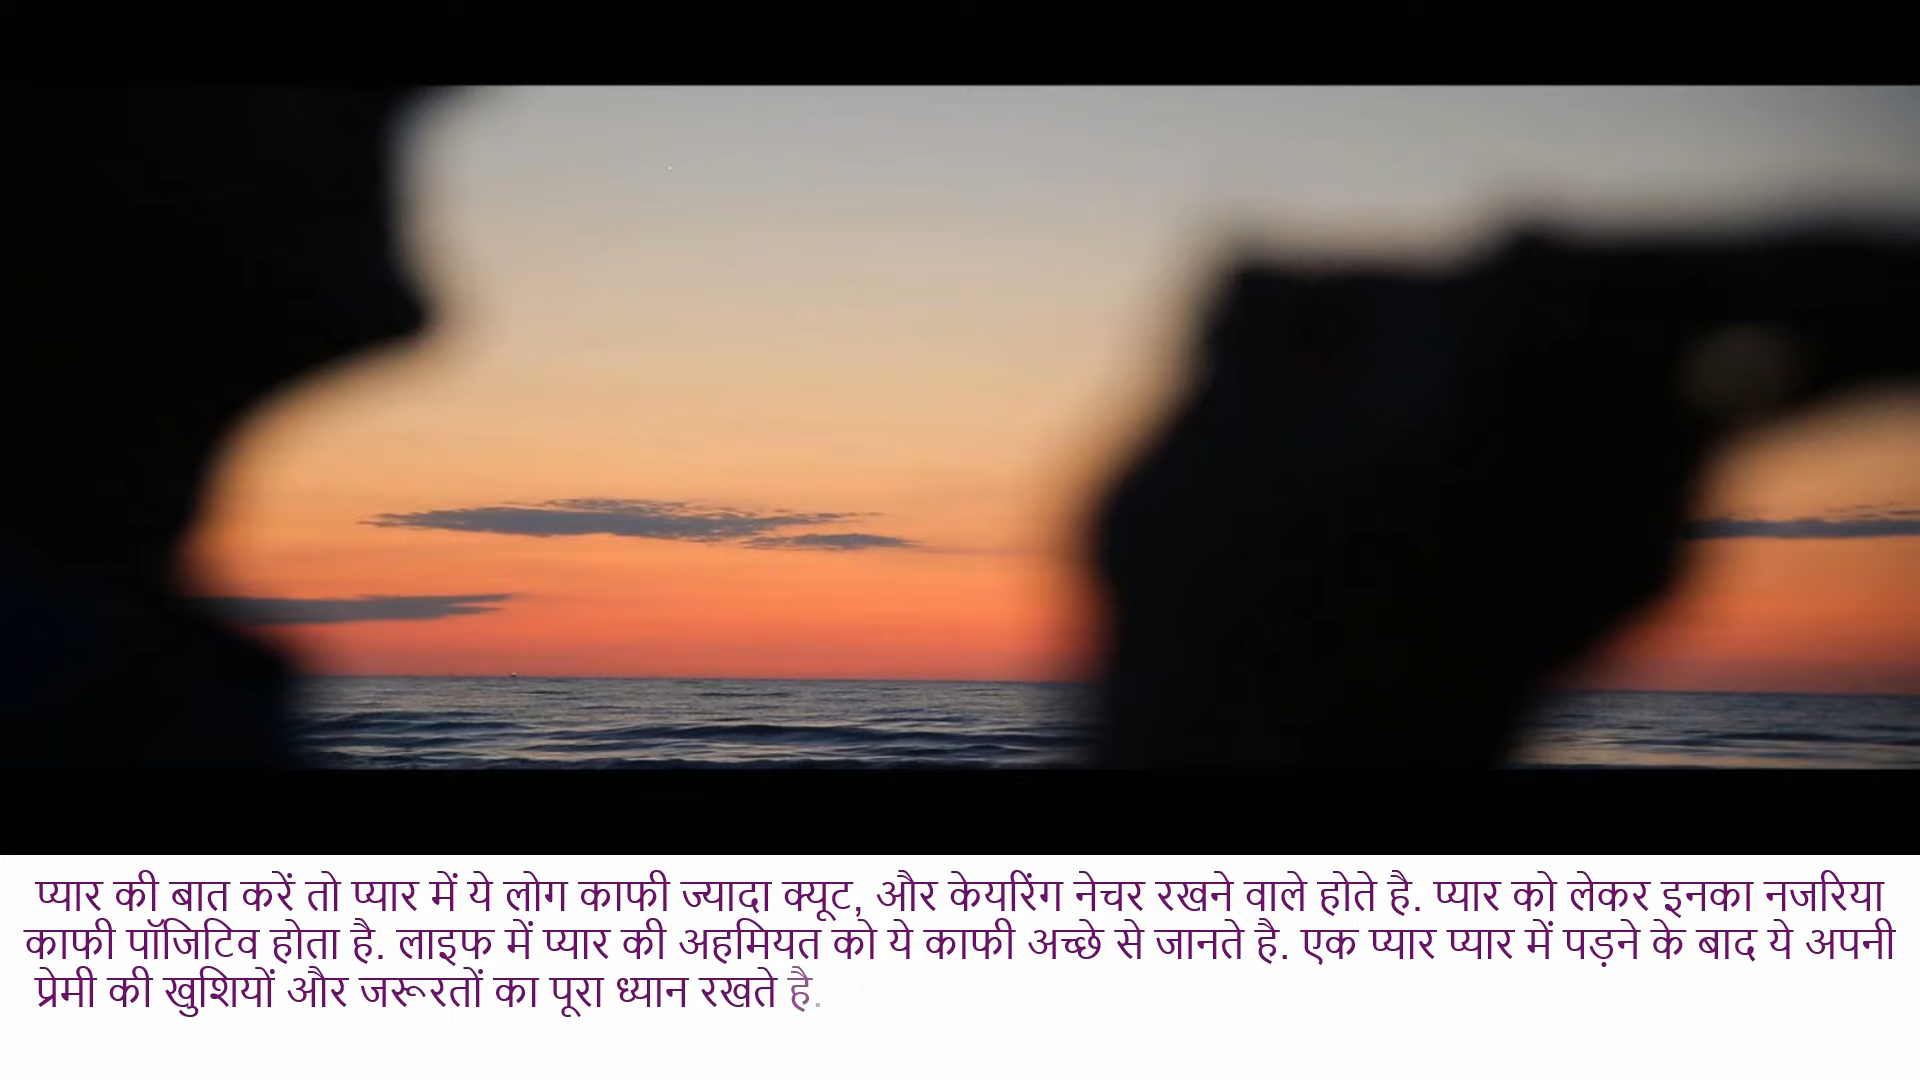 प्यार की बात करें तो प्यार में ये लोग काफी ज्यादा क्यूट, और केयरिंग नेचर रखने वाले होते है. प्यार को लेकर इनका नजरिया
काफी पॉजिटिव होता है. लाइफ में प्यार की अहमियत को ये काफी अच्छे से जानते है. एक प्यार प्यार में पड़ने के बाद ये अपनी
प्रेमी की खुशियों और जरूरतों का पूरा ध्यान रखते है.